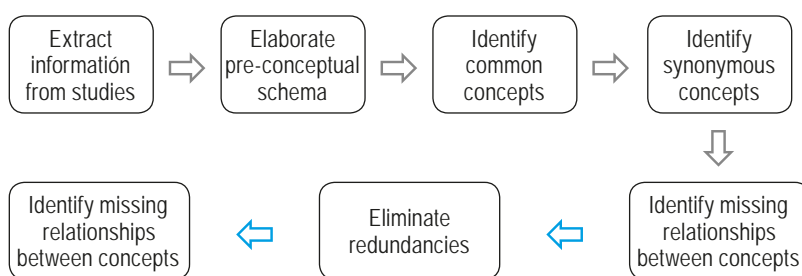 Extract
informatión
from studies
Elaborate
pre-conceptual
schema
Identify
common
concepts
Identify
synonymous
concepts
Identify missing
relationships
between concepts
Eliminate
redundancies
Identify missing
relationships
between concepts